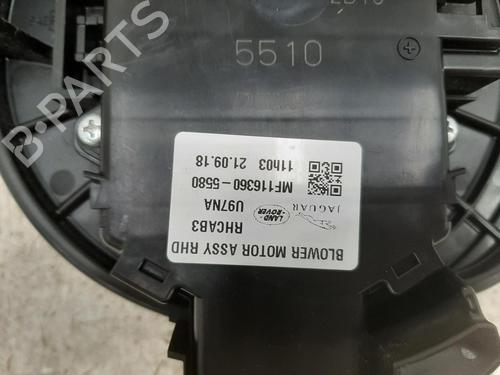 5510
BLOWER MOTOR ASSY RHD
JAGUAR
LAND-
ROVER
RHCAB3
U97NA
MF116360-5580
11h03 21.09.18
B-PARTS